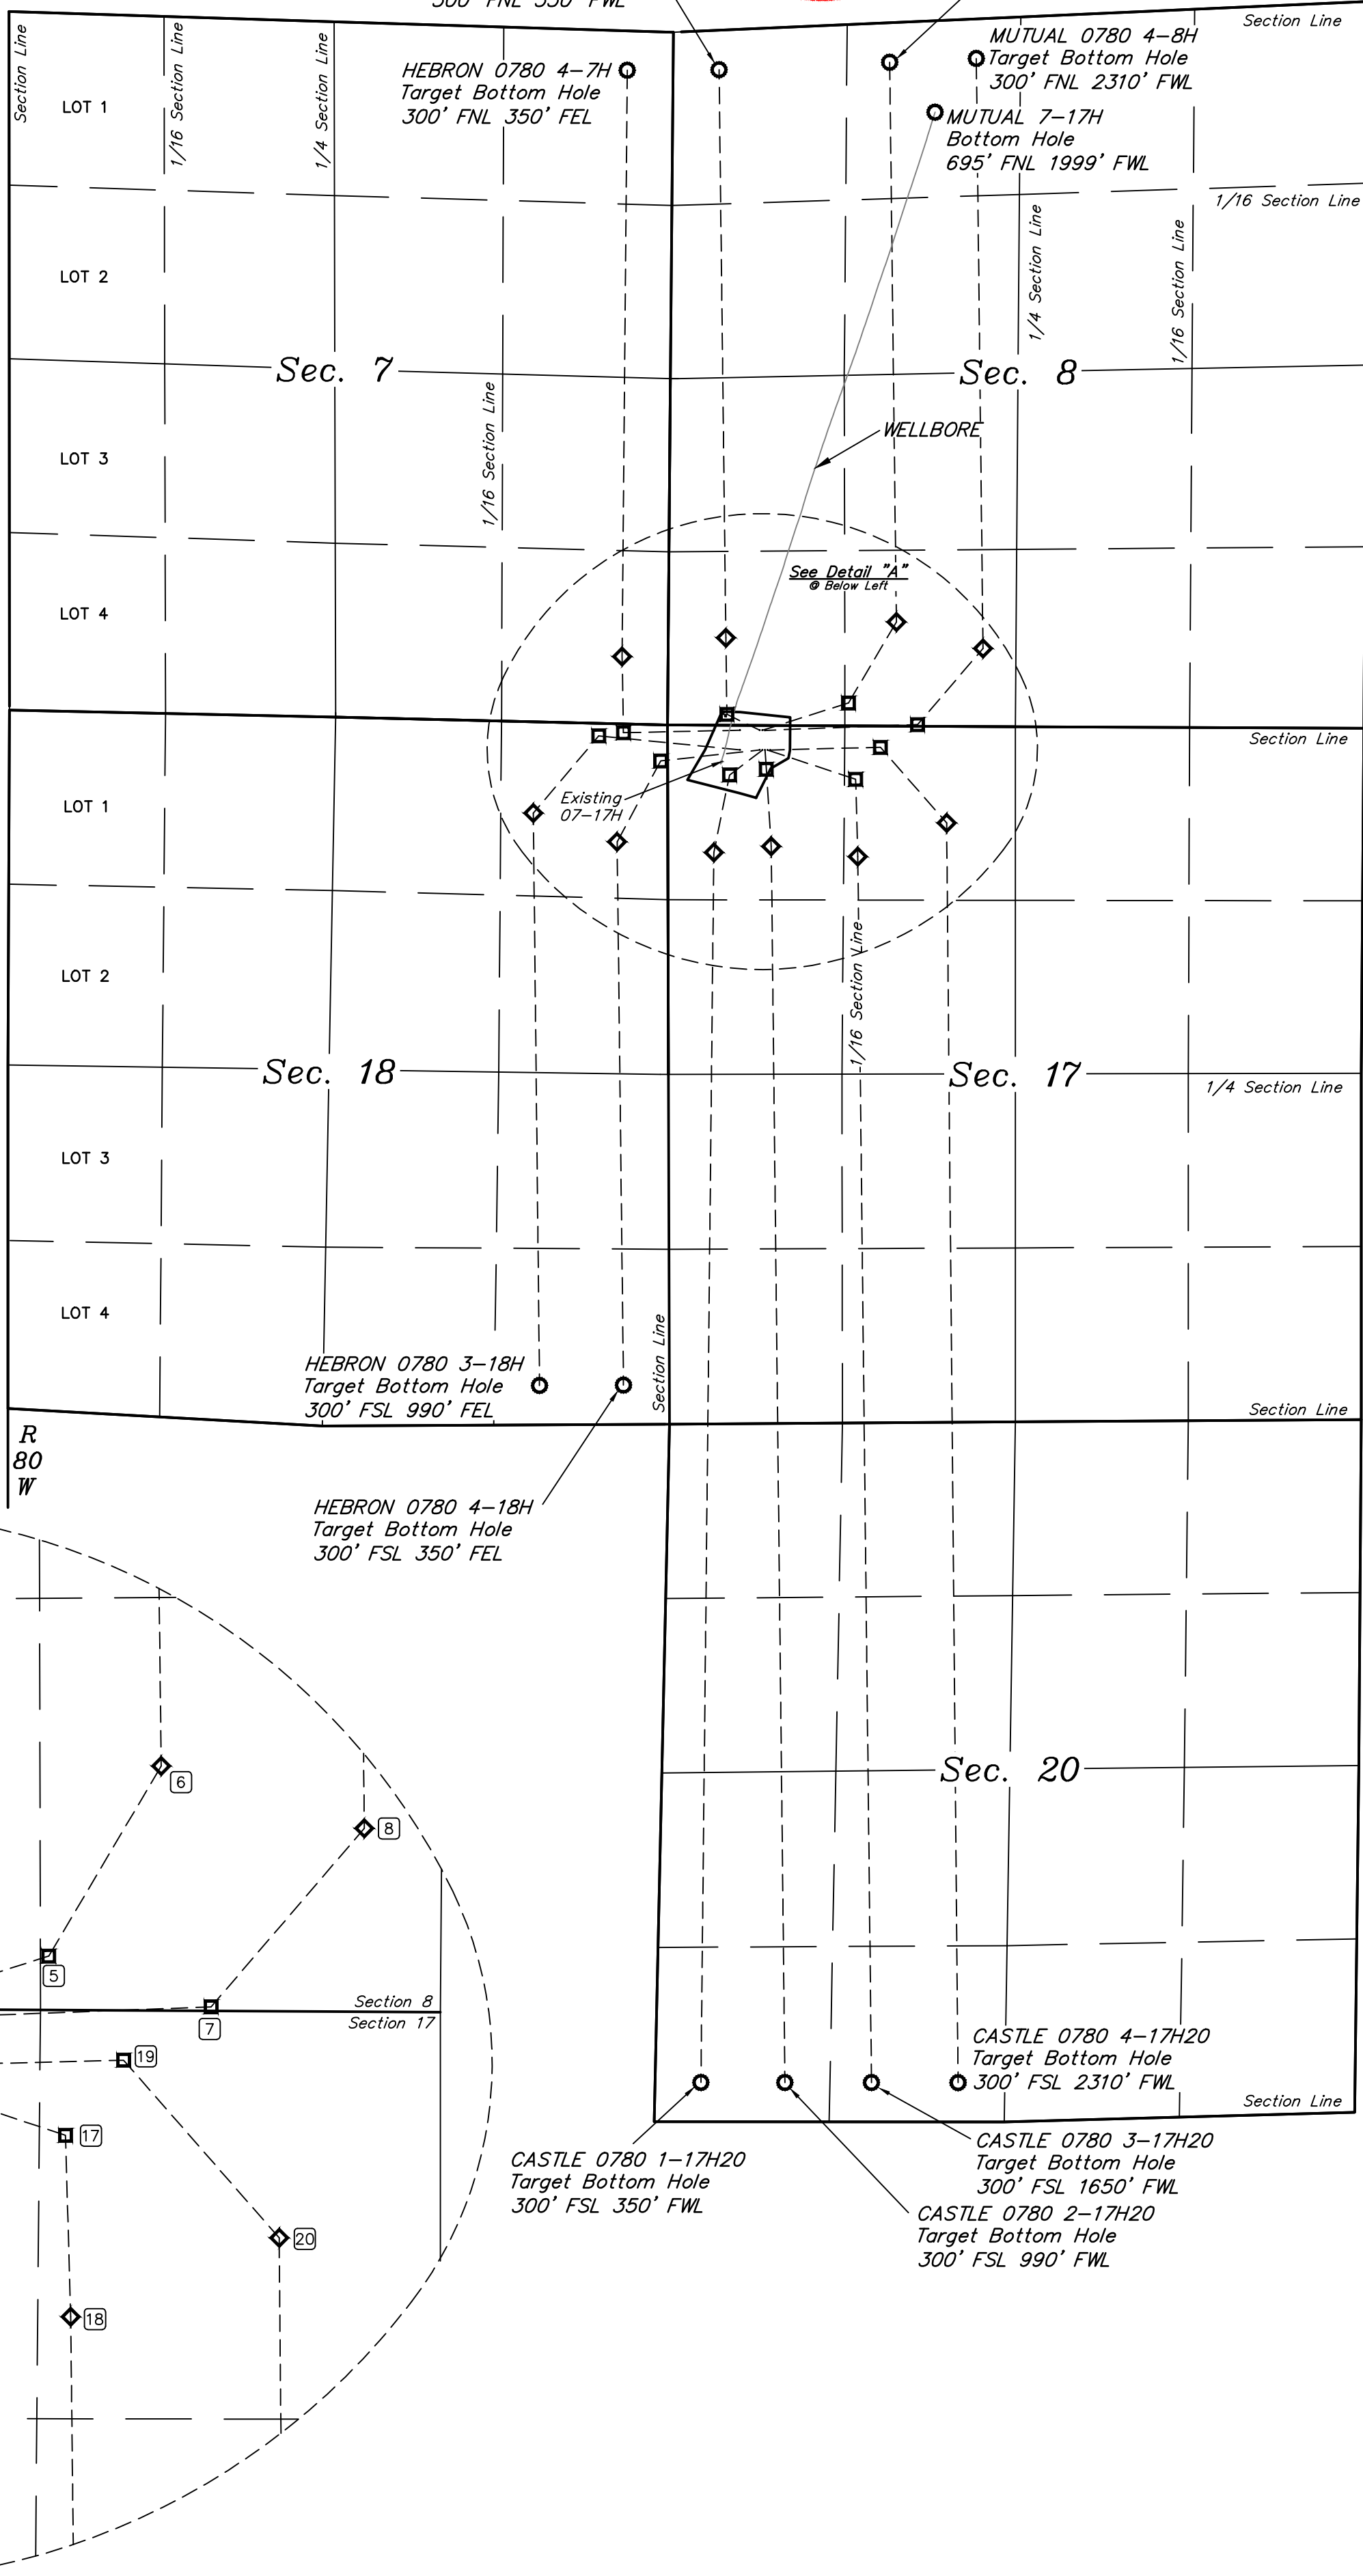 300' FNL 350' FWL
Section Line
Section Line
1/16 Section Line
1/4 Section Line
LOT 1
HEBRON 0780 4-7H
Target Bottom Hole
300' FNL 350' FEL
MUTUAL 0780 4-8H
Target Bottom Hole
300' FNL 2310' FWL
MUTUAL 7-17H
Bottom Hole
695' FNL 1999' FWL
1/16 Section Line
1/4 Section Line
1/16 Section Line
LOT 2
Sec. 7
Sec. 8
1/16 Section Line
WELLBORE
LOT 3
See Detail "A"
@ Below Left
LOT 4
Section Line
Existing
07-17H
LOT 1
1/16 Section Line
LOT 2
Sec. 18
Sec. 17
1/4 Section Line
LOT 3
LOT 4
Section Line
HEBRON 0780 3-18H
Target Bottom Hole
300' FSL 990' FEL
Section Line
R
80
W
HEBRON 0780 4-18H
Target Bottom Hole
300' FSL 350' FEL
Sec. 20
6
8
5
Section 8
Section 17
7
19
17
20
18
CASTLE 0780 4-17H20
Target Bottom Hole
300' FSL 2310' FWL
Section Line
CASTLE 0780 1-17H20
Target Bottom Hole
300' FSL 350' FWL
CASTLE 0780 3-17H20
Target Bottom Hole
300' FSL 1650' FWL
CASTLE 0780 2-17H20
Target Bottom Hole
300' FSL 990' FWL